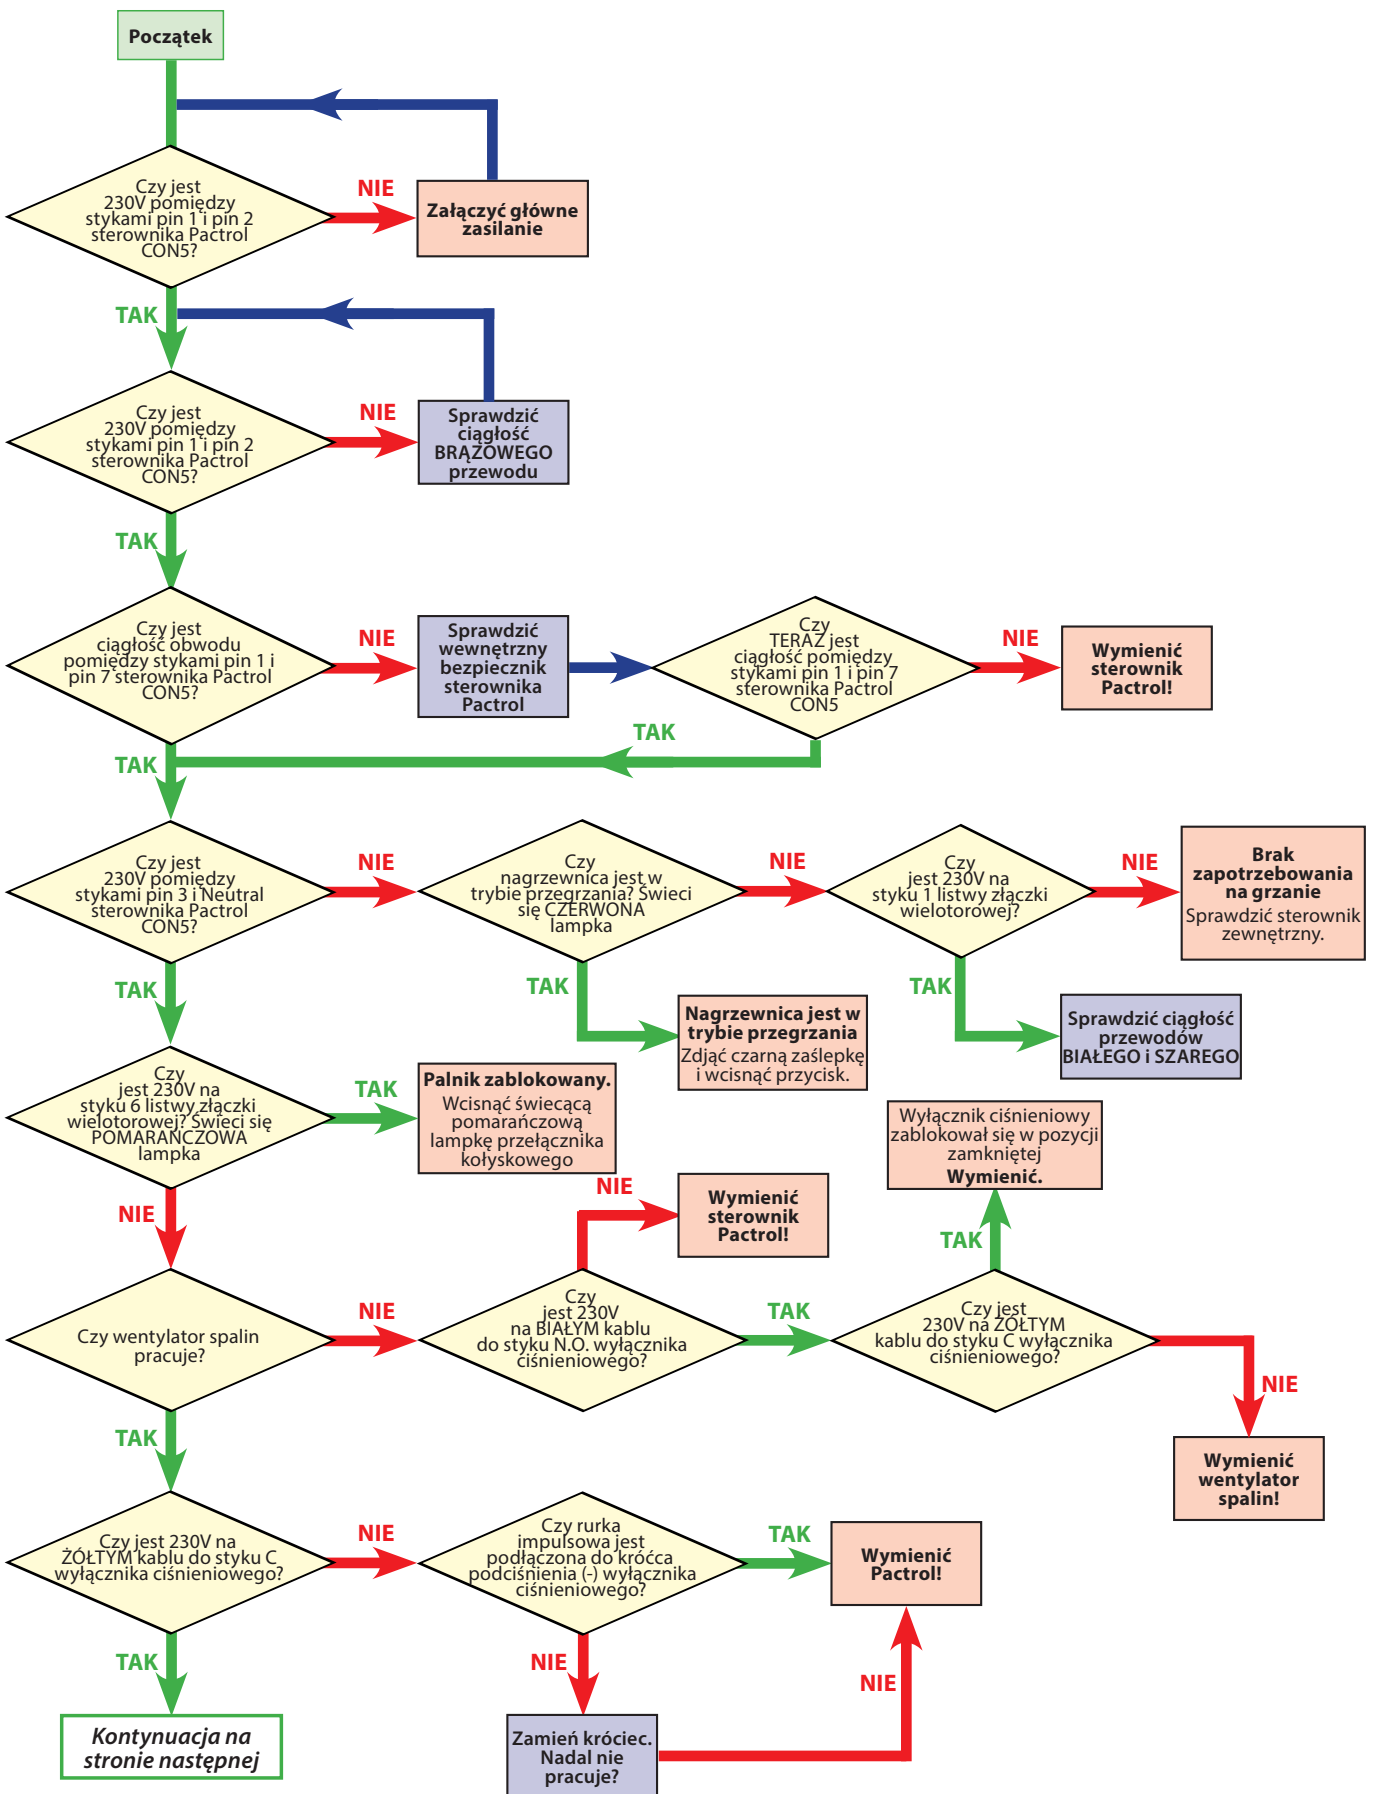 Początek
Czy jest
230V pomiędzy
stykami pin 1 i pin 2
sterownika Pactrol
CON5?
NIE
Załączyć główne
zasilanie
TAK
Czy jest
230V pomiędzy
stykami pin 1 i pin 2
sterownika Pactrol
CON5?
NIE
Sprawdzić
ciągłość
BRĄZOWEGO
przewodu
TAK
Czy jest
ciągłość obwodu
pomiędzy stykami pin 1 i
pin 7 sterownika Pactrol
CON5?
NIE
Sprawdzić
wewnętrzny
bezpiecznik
sterownika
Pactrol
Czy
TERAZ jest
ciągłość pomiędzy
stykami pin 1 i pin 7
sterownika Pactrol
CON5
NIE
Wymienić
sterownik
Pactrol!
TAK
TAK
Czy jest
230V pomiędzy
stykami pin 3 i Neutral
sterownika Pactrol
CON5?
NIE
Czy
nagrzewnica jest w
trybie przegrzania? Świeci
się CZERWONA
lampka
NIE
Czy
jest 230V na
styku 1 listwy złączki
wielotorowej?
NIE
Brak
zapotrzebowania
na grzanie
Sprawdzić sterownik
zewnętrzny.
TAK
TAK
Nagrzewnica jest w
trybie przegrzania
Zdjąć czarną zaślepkę
i wcisnąć przycisk.
TAK
Sprawdzić ciągłość
przewodów
BIAŁEGO i SZAREGO
Czy
jest 230V na
styku 6 listwy złączki
wielotorowej? Świeci się
POMARAŃCZOWA
lampka
TAK
Palnik zablokowany.
Wcisnąć świecącą
pomarańczową
lampkę przełącznika
kołyskowego
Wyłącznik ciśnieniowy
zablokował się w pozycji
zamkniętej
Wymienić.
NIE
NIE
Wymienić
sterownik
Pactrol!
TAK
Czy wentylator spalin
pracuje?
NIE
Czy
jest 230V
na BIAŁYM kablu
do styku N.O. wyłącznika
ciśnieniowego?
TAK
Czy jest
230V na ŻÓŁTYM
kablu do styku C wyłącznika
ciśnieniowego?
NIE
Wymienić
wentylator
spalin!
TAK
Czy jest 230V na
ŻÓŁTYM kablu do styku C
wyłącznika ciśnieniowego?
NIE
Czy rurka
impulsowa jest
podłączona do króćca
podciśnienia (-) wyłącznika
ciśnieniowego?
TAK
Wymienić
Pactrol!
TAK
NIE
NIE
Kontynuacja na
stronie następnej
Zamień króciec.
Nadal nie
pracuje?